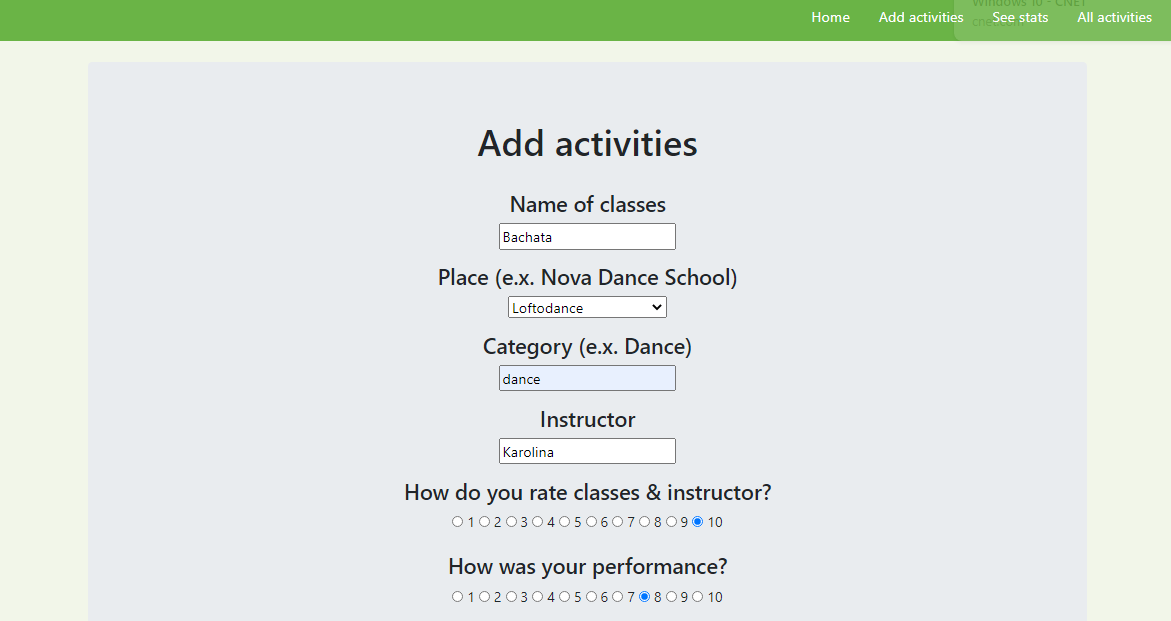 Windows 10 - CNET
Home Add activities See stats All activities
Add activities
Name of classes
Bachata
Place (e.x. Nova Dance School)
Loftodance
Category (e.x. Dance)
dance
Instructor
Karolina
How do you rate classes & instructor?
1 2 3 4 5 6 7 8 9 10
How was your performance?
1 2 3 4 5 6 7 8 9 10